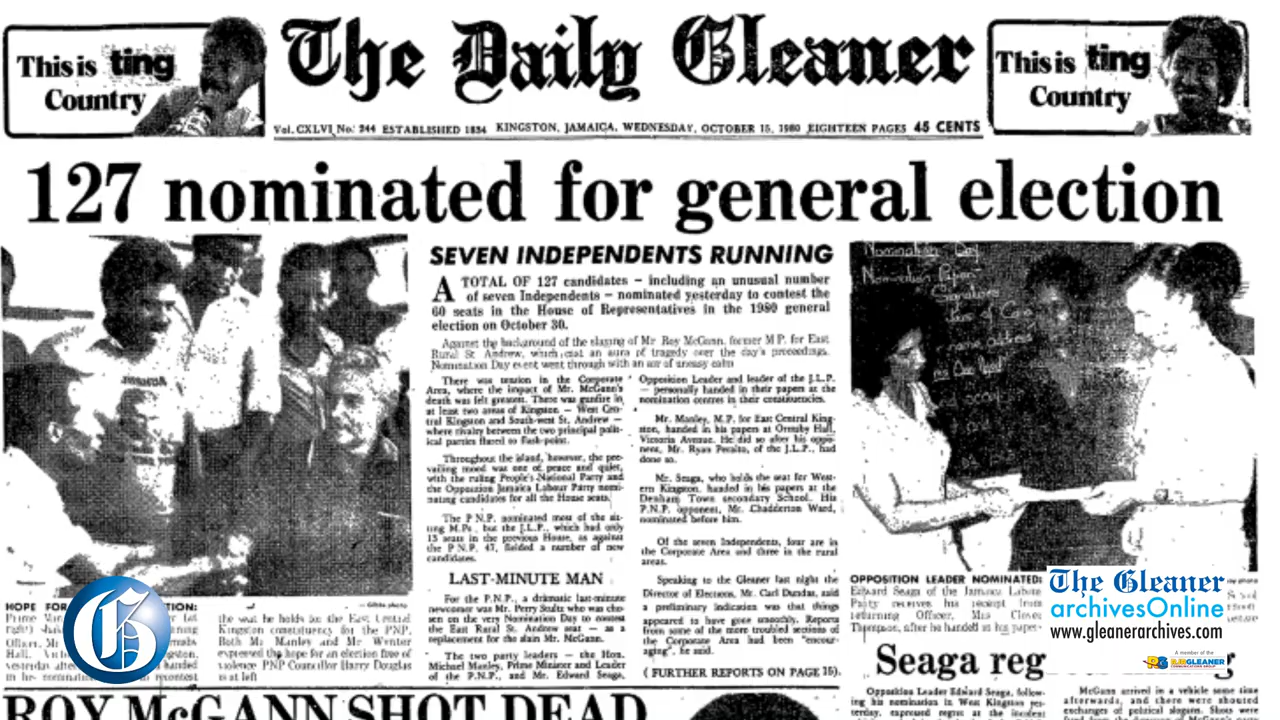 This is ting
Country
The Daily Gleaner
Vol. CXLVI No. 244 ESTABLISHED 1834 KINGSTON, JAMAICA, WEDNESDAY, OCTOBER 15, 1980 EIGHTEEN PAGES 45 CENTS
This is ting
Country
127 nominated for general election
SEVEN INDEPENDENTS RUNNING
A TOTAL OF 127 candidates – including an unusual number
of seven Independents – nominated yesterday to contest the
60 seats in the House of Representatives in the 1980 general
election on October 30.
Against the background of the slaying of Mr Roy McGann, former M.P. for East
Rural St. Andrew, which cast an aura of tragedy over the day's proceedings,
Nomination Day event went through with an air of uneasy calm
There was tension in the Corporate
Area, where the impact of Mr. McGann's
death was felt greatest. There was gunfire in
at least two areas of Kingston – West Cen-
tral Kingston and South-west St. Andrew –
where rivalry between the two principal polit-
ical parties flared to flash-point.
Throughout the island, however, the pre-
vailing mood was one of peace and quiet,
with the ruling People's National Party and
the Opposition Jamaica Labour Party nomi-
nating candidates for all the House seats.
The P.N.P. nominated most of the sit-
ting M.Ps, but the J.L.P., which had only
13 seats in the previous House, as against
the P.N.P. 47, fielded a number of new
candidates.
LAST-MINUTE MAN
For the P.N.P., a dramatic last-minute
newcomer was Mr. Perry Stultz who was cho-
sen on the very Nomination Day to contest
the East Rural St. Andrew seat – as a
replacement for the slain Mr. McGann.
The two party leaders – the Hon.
Michael Manley, Prime Minister and Leader
of the P.N.P., and Mr. Edward Seaga,
Opposition Leader and leader of the J.L.P.
– personally handed in their papers at the
nomination centres in their constituencies.
Mr. Manley, M.P. for East Central King-
ston, handed in his papers at Ormsby Hall,
Victoria Avenue. He did so after his oppo-
nent, Mr. Ryan Peralto, of the J.L.P., had
done so.
Mr. Seaga, who holds the seat for West-
ern Kingston, handed in his papers at the
Denham Town secondary School. His
P.N.P. opponent, Mr. Chadderton Ward,
nominated before him.
Of the seven Independents, four are in
the Corporate Area and three in the rural
areas.
Speaking to the Gleaner last night the
Director of Elections, Mr. Carl Dundas, said
a preliminary indication was that things
appeared to have gone smoothly. Reports
from some of the more troubled sections of
the Corporate Area had been "encour-
aging", he said.
( FURTHER REPORTS ON PAGE 15).
Nomination Day
Nomination Paper
Signatures
HOPE FOR TION:
the seat he holds for the East Central
Kingston constituency for the PNP.
Both Mr Manley and Mr Wynter
expressed the hope for an election free of
violence PNP Councillor Harry Douglas
is at left
G
OPPOSITION LEADER NOMINATED:
Edward Seaga of the Jamaica Labour
Party receives his receipt from
returning Officer, Miss
Thompson, after he handed in his paper
The Gleaner
archivesOnline
www.gleanerarchives.com
A member of the
RJRGLEANER
Seaga reg
Opposition Leader Edward Seaga, follow-
ing his nomination in West Kingston yes-
terday, expressed regret at the incident
McGann arrived in a vehicle some time
afterwards, and there were shouted
exchanges of political slogans. Shots were
ROY McGANN SHOT DEAD